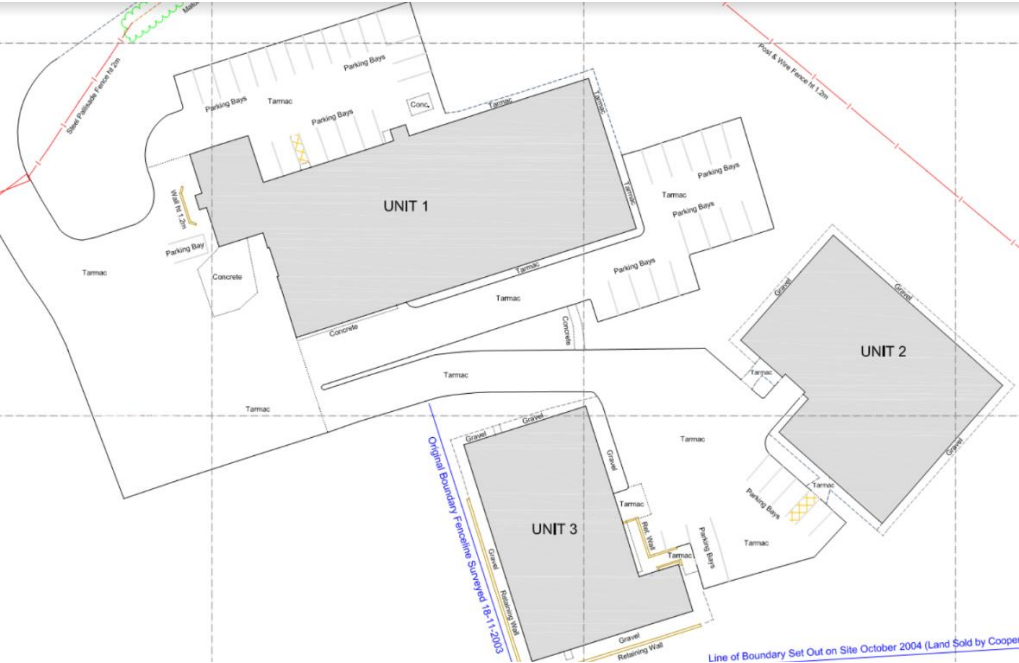 Steel Palisade Fence ht 2m
Post & Wire Fence ht 1.2m
Parking Bays
Parking Bays
Tarmac
Parking Bays
Conc.
Tarmac
Tarmac
Wall ht 1.2m
UNIT 1
Tarmac
Tarmac
Parking Bays
Parking Bays
Parking Bay
Tarmac
Concrete
Tarmac
Parking Bays
Tarmac
Concrete
Concrete
Gravel
Gravel
UNIT 2
Tarmac
Tarmac
Tarmac
Gravel
Gravel
Gravel
Gravel
Tarmac
Original Boundary Fenceline Surveyed 18-11-2003
Tarmac
Parking Bays
Tarmac
UNIT 3
Ret. Wall
Tarmac
Parking Bays
Tarmac
Gravel
Retaining Wall
Gravel
Retaining Wall
Line of Boundary Set Out on Site October 2004 (Land Sold by Cooper